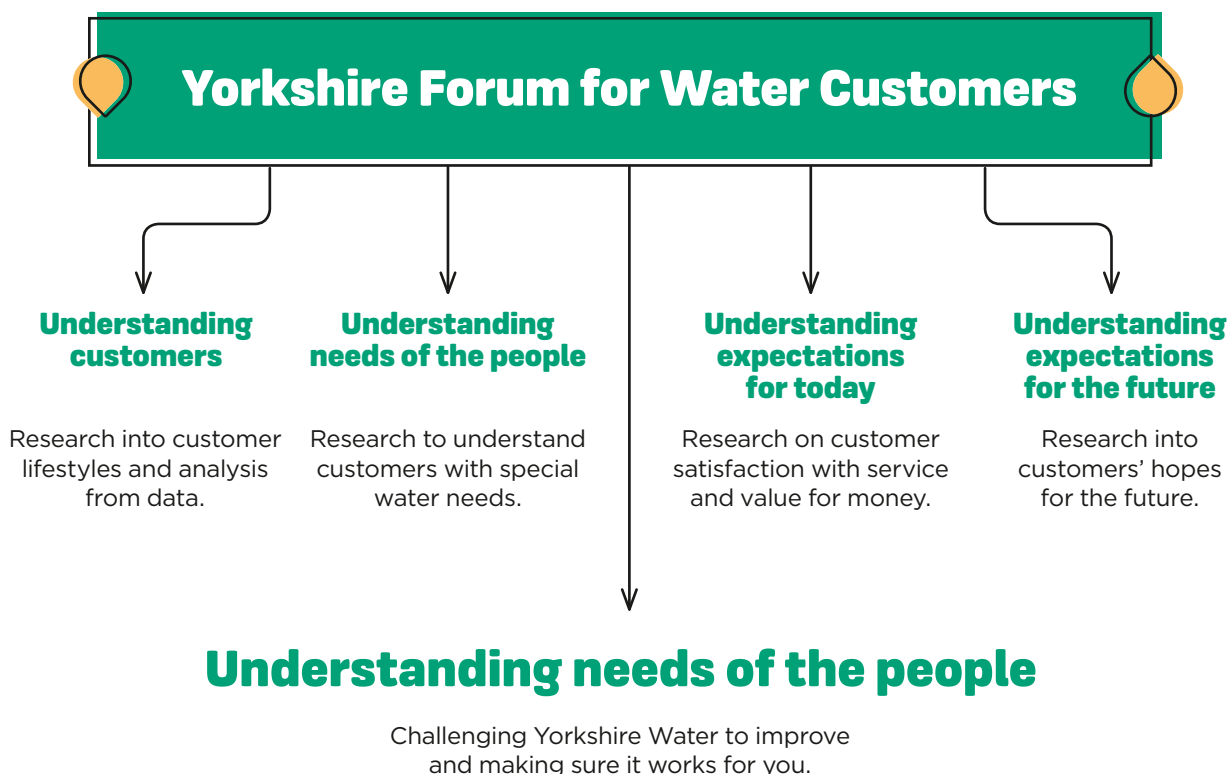 Yorkshire Forum for Water Customers
Understanding
customers
Research into customer
lifestyles and analysis
from data.
Understanding
needs of the people
Research to understand
customers with special
water needs.
Understanding
expectations
for today
Research on customer
satisfaction with service
and value for money.
Understanding
expectations
for the future
Research into
customers’ hopes
for the future.
Understanding needs of the people
Challenging Yorkshire Water to improve
and making sure it works for you.